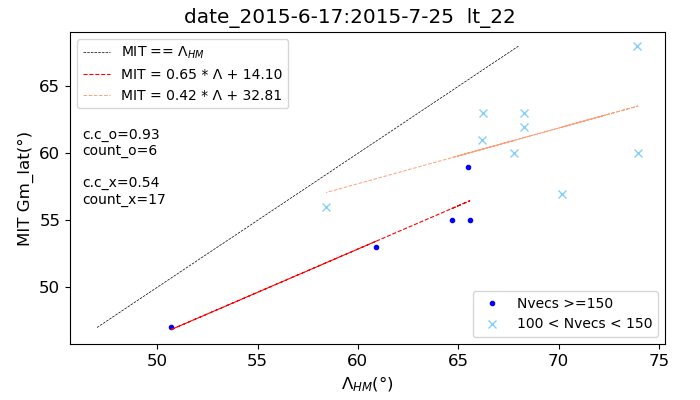 date_2015-6-17:2015-7-25  lt_22
MIT == Λ_HM
MIT = 0.65 * Λ + 14.10
MIT = 0.42 * Λ + 32.81
c.c_o=0.93
count_o=6
c.c_x=0.54
count_x=17
MIT Gm_lat(°)
65
60
55
50
Nvecs >=150
100 < Nvecs < 150
50
55
60
65
70
75
Λ_HM(°)